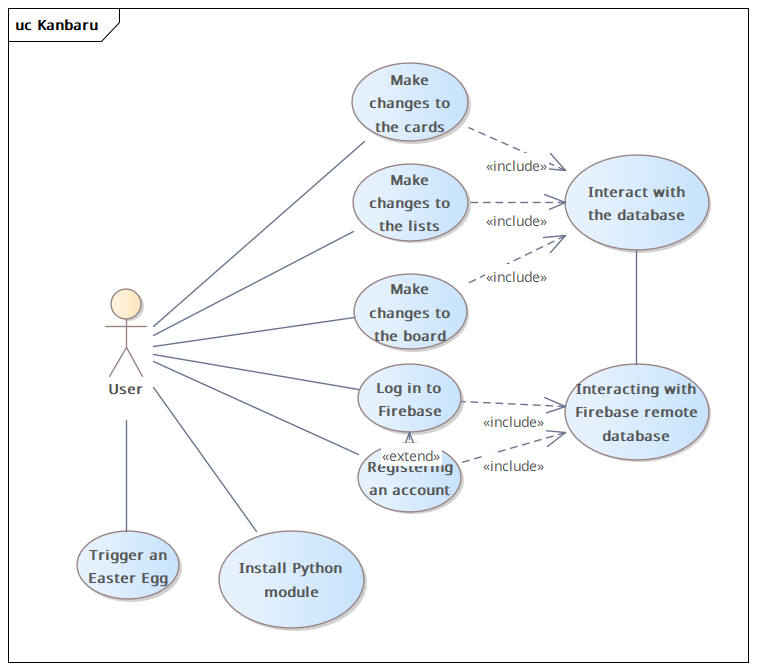 uc Kanbaru
Make
changes to
the cards
«include»
Make
changes to
the lists
«include»
Interact with
the database
Make
changes to
the board
«include»
User
Log in to
Firebase
«include»
Interacting with
Firebase remote
database
«extend»
Registering
an account
«include»
Trigger an
Easter Egg
Install Python
module